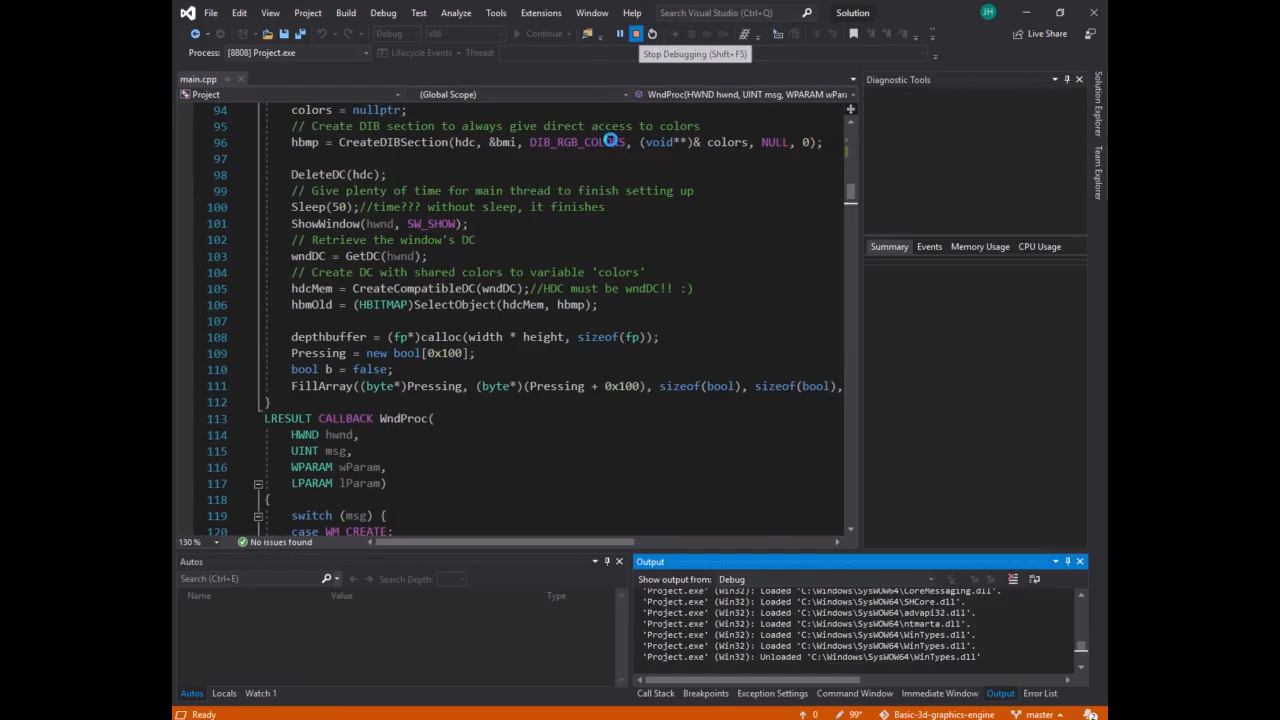 File Edit View Project Build Debug Test Analyze Tools Extensions Window Help Search Visual Studio (Ctrl+Q) Solution JH
Debug x86 Continue Live Share
Stop Debugging (Shift+F5)
Process: [8808] Project.exe Lifecycle Events Thread:
main.cpp
Project (Global Scope) WndProc(HWND hwnd, UINT msg, WPARAM wPara
94 colors = nullptr;
95 // Create DIB section to always give direct access to colors
96 hbmp = CreateDIBSection(hdc, &bmi, DIB_RGB_COLORS, (void**)& colors, NULL, 0);
97
98 DeleteDC(hdc);
99 // Give plenty of time for main thread to finish setting up
100 Sleep(50);//time??? without sleep, it finishes
101 ShowWindow(hwnd, SW_SHOW);
102 // Retrieve the window's DC
103 wndDC = GetDC(hwnd);
104 // Create DC with shared colors to variable 'colors'
105 hdcMem = CreateCompatibleDC(wndDC);//HDC must be wndDC!! :)
106 hbmOld = (HBITMAP)SelectObject(hdcMem, hbmp);
107
108 depthbuffer = (fp*)calloc(width * height, sizeof(fp));
109 Pressing = new bool[0x100];
110 bool b = false;
111 FillArray((byte*)Pressing, (byte*)(Pressing + 0x100), sizeof(bool), sizeof(bool),
112 }
113 LRESULT CALLBACK WndProc(
114 HWND hwnd,
115 UINT msg,
116 WPARAM wParam,
117 LPARAM lParam)
118 {
119 switch (msg) {
120 case WM_CREATE:
130 % No issues found
Diagnostic Tools
Summary Events Memory Usage CPU Usage
Solution Explorer
Team Explorer
Autos
Search (Ctrl+E) Search Depth:
Name Value Type
Autos Locals Watch 1
Output
Show output from: Debug
'Project.exe' (Win32): Loaded 'C:\Windows\SysWOW64\CoreMessaging.dll'.
'Project.exe' (Win32): Loaded 'C:\Windows\SysWOW64\SHCore.dll'.
'Project.exe' (Win32): Loaded 'C:\Windows\SysWOW64\advapi32.dll'.
'Project.exe' (Win32): Loaded 'C:\Windows\SysWOW64\ntmarta.dll'.
'Project.exe' (Win32): Loaded 'C:\Windows\SysWOW64\WinTypes.dll'.
'Project.exe' (Win32): Loaded 'C:\Windows\SysWOW64\WinTypes.dll'.
'Project.exe' (Win32): Unloaded 'C:\Windows\SysWOW64\WinTypes.dll'
Call Stack Breakpoints Exception Settings Command Window Immediate Window Output Error List
Ready 0 99* Basic-3d-graphics-engine master 2